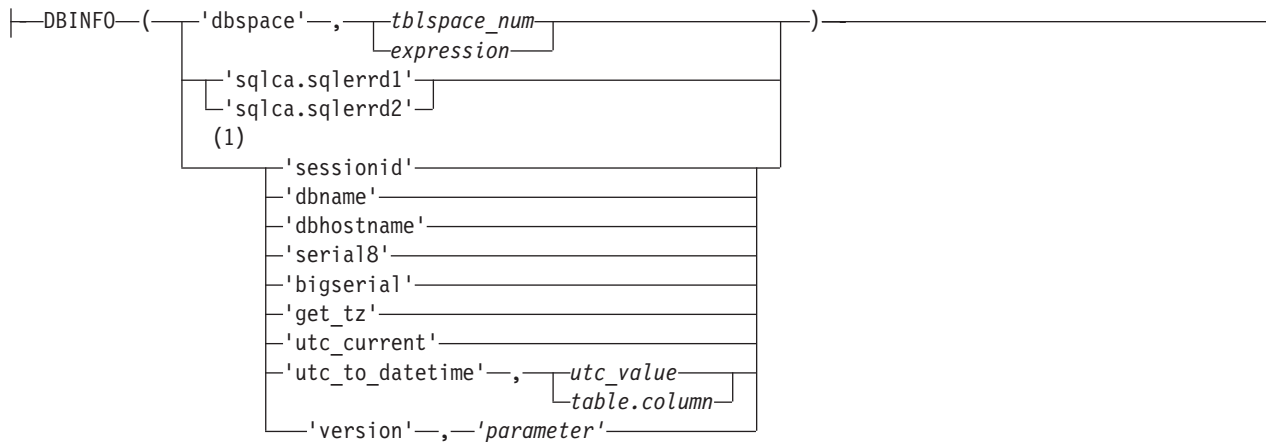 DBINFO ( 'dbspace' , tblspace_num )
expression
'sqlca.sqlerrd1'
'sqlca.sqlerrd2'
(1)
'sessionid'
'dbname'
'dbhostname'
'serial8'
'bigserial'
'get_tz'
'utc_current'
'utc_to_datetime' , utc_value
table.column
'version' , 'parameter'